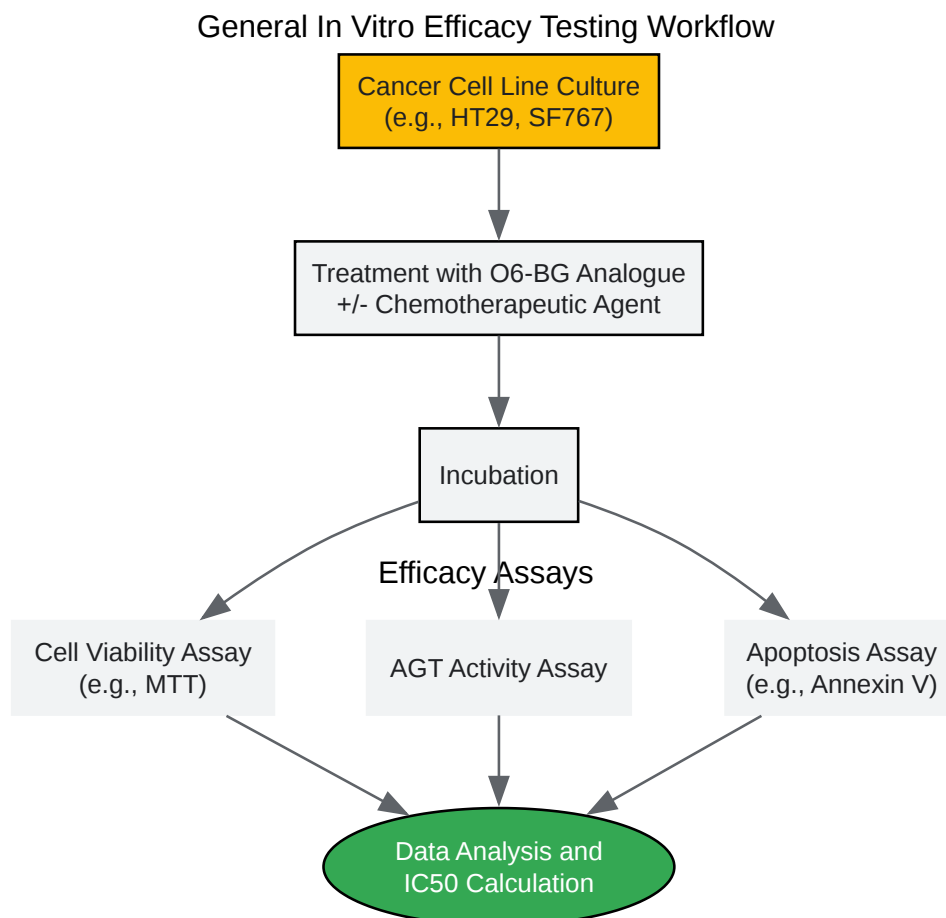 General In Vitro Efficacy Testing Workflow
Cancer Cell Line Culture
(e.g., HT29, SF767)
Treatment with O6-BG Analogue
+/- Chemotherapeutic Agent
Incubation
Efficacy Assays
Cell Viability Assay
(e.g., MTT)
AGT Activity Assay
Apoptosis Assay
(e.g., Annexin V)
Data Analysis and
IC50 Calculation